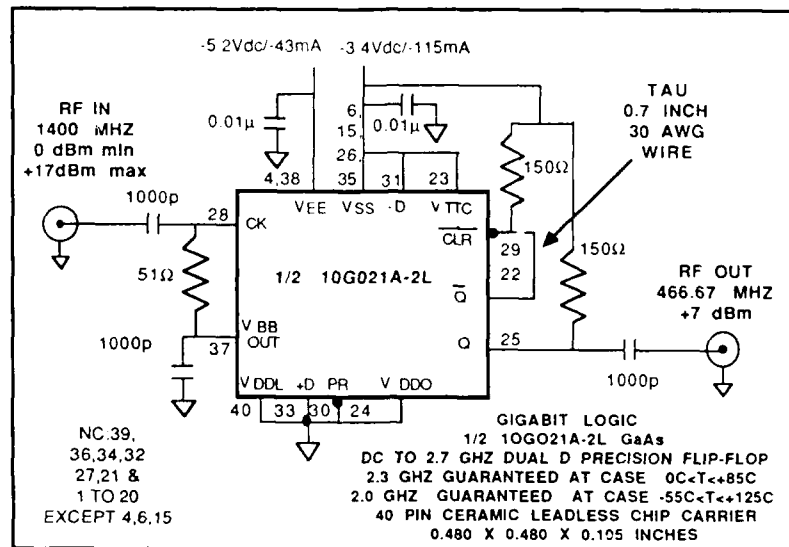 -5.2Vdc/-43mA
-3.4Vdc/-115mA
RF IN
1400 MHZ
0 dBm min
+17dBm max
0.01µ
6,
15,
26,
0.01µ
TAU
0.7 INCH
30 AWG
WIRE
4,38
35
31
23
150Ω
1000p
28
VEE
VSS
-D
V TTC
CK
CLR
29
150Ω
51Ω
1/2 10G021A-2L
22
Q
RF OUT
466.67 MHZ
+7 dBm
V BB
OUT
37
Q
25
1000p
1000p
V DDL
+D
PR
V DDO
40
33
30
24
NC:39,
36,34,32
27,21 &
1 TO 20
EXCEPT 4,6,15
GIGABIT LOGIC
1/2 10GO21A-2L GaAs
DC TO 2.7 GHZ DUAL D PRECISION FLIP-FLOP
2.3 GHZ GUARANTEED AT CASE 0C<T<+85C
2.0 GHZ GUARANTEED AT CASE -55C<T<+125C
40 PIN CERAMIC LEADLESS CHIP CARRIER
0.480 X 0.480 X 0.105 INCHES